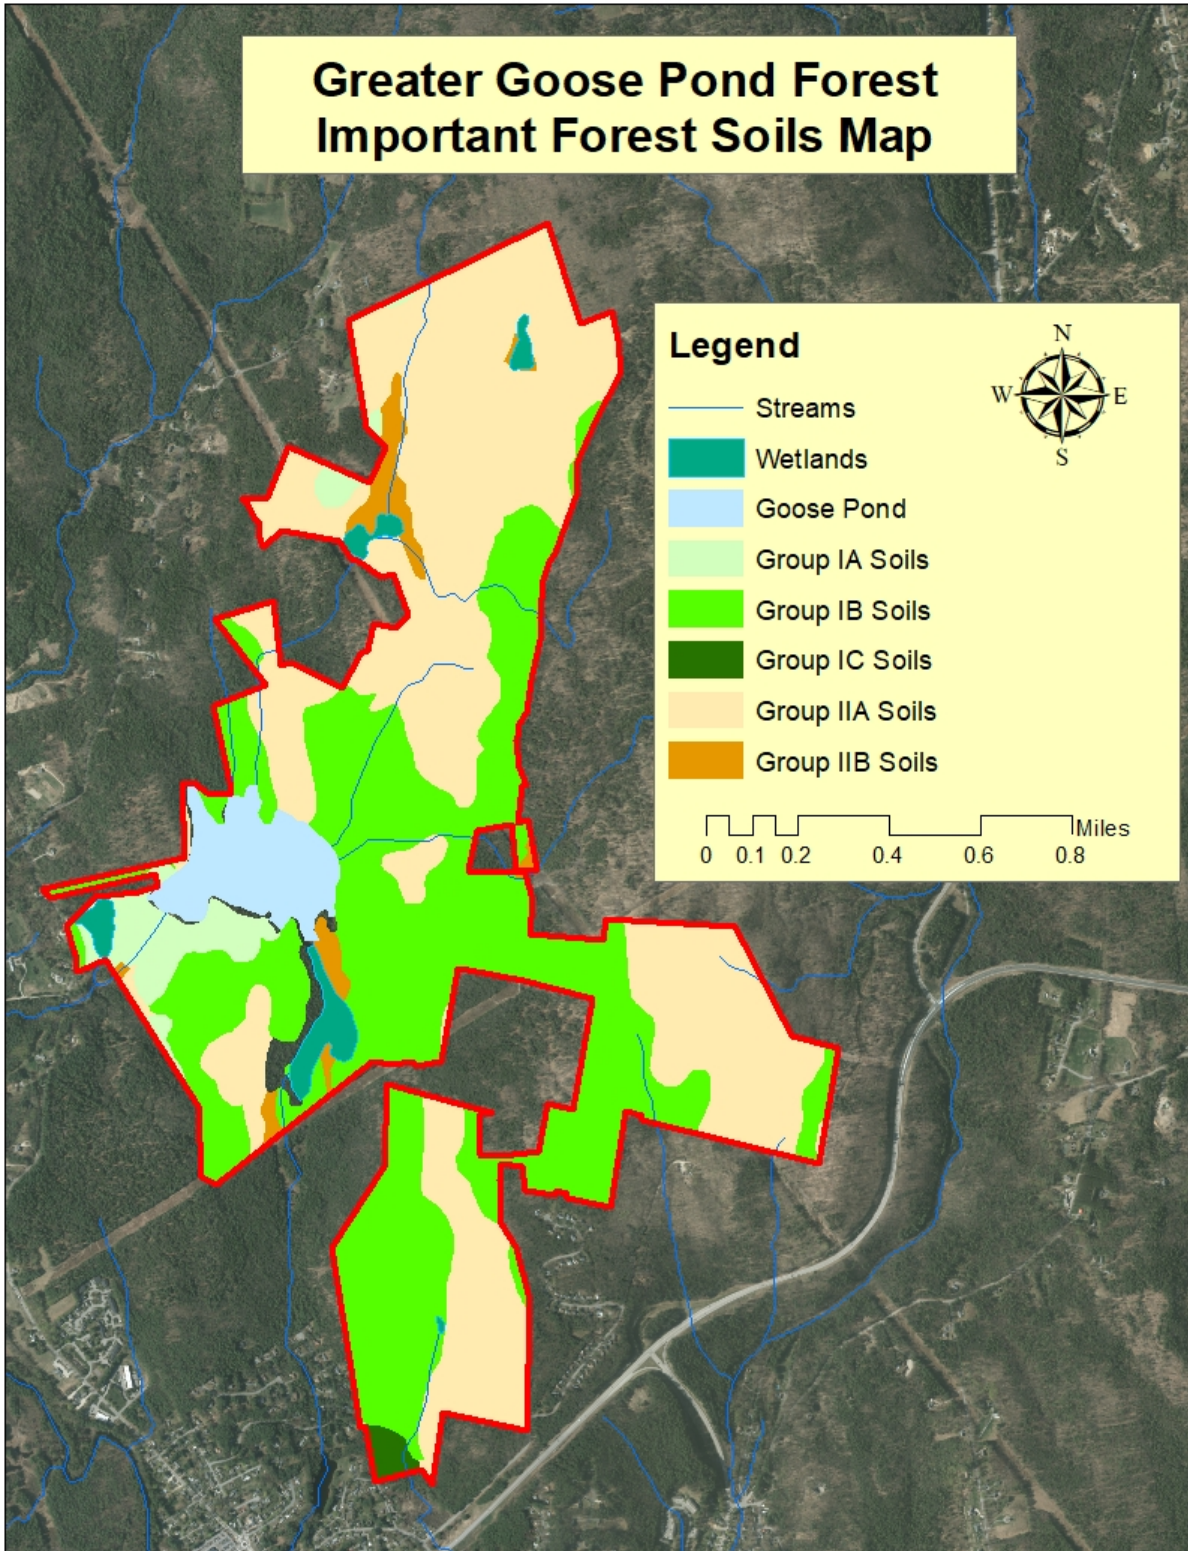 Greater Goose Pond Forest
Important Forest Soils Map
Legend
N
W E
S
Streams
Wetlands
Goose Pond
Group IA Soils
Group IB Soils
Group IC Soils
Group IIA Soils
Group IIB Soils
Miles
0 0.1 0.2 0.4 0.6 0.8